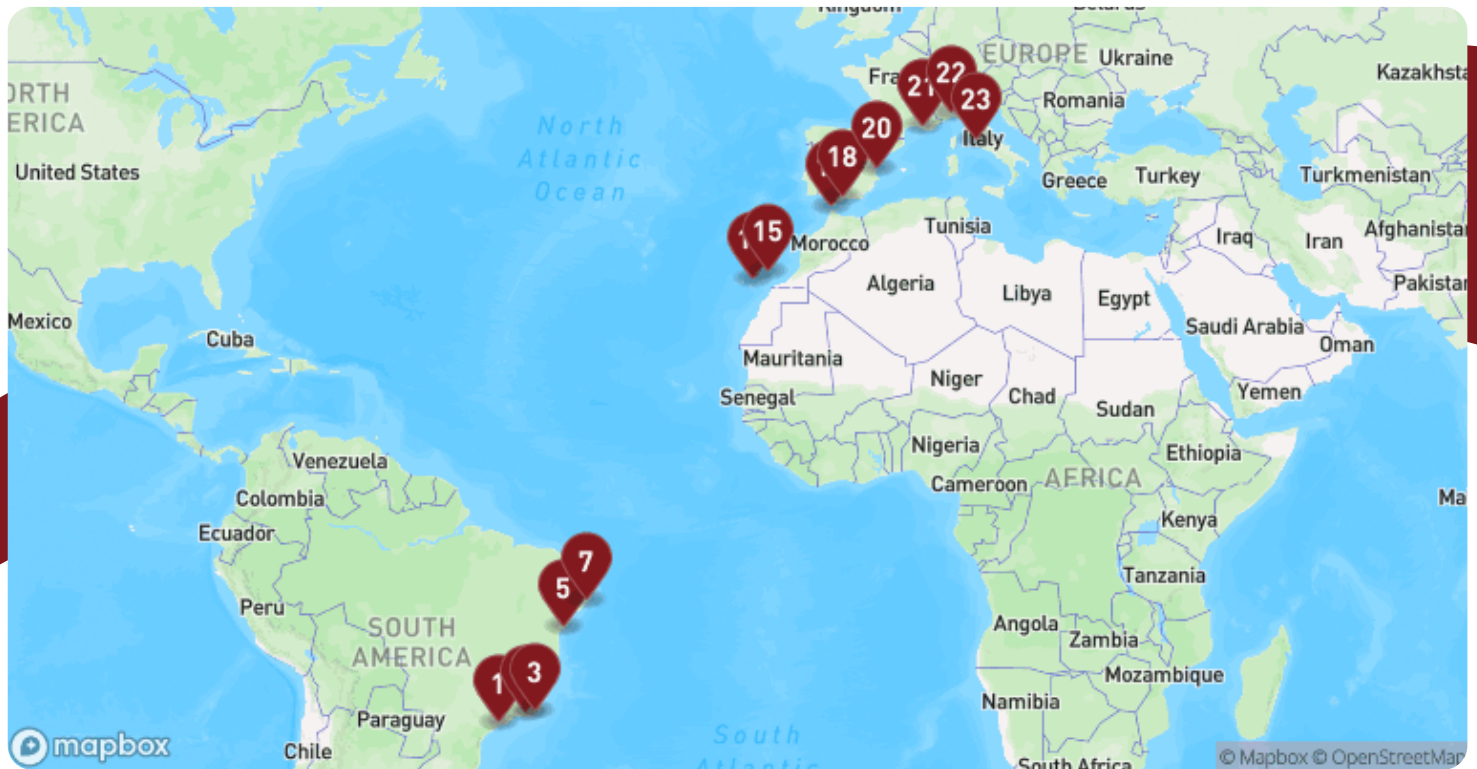 Kingdom
Belarus
EUROPE
Ukraine
Kazakhsta
Fra
21
22
23
Romania
ORTH
ERICA
North
Atlantic
Ocean
20
18
Italy
United States
Greece
Turkey
Turkmenistan
15
Morocco
Tunisia
Iraq
Iran
Afghanistan
Algeria
Libya
Egypt
Pakistan
Mexico
Cuba
Saudi Arabia
Oman
Mauritania
Niger
Chad
Yemen
Senegal
Sudan
Nigeria
Ethiopia
Venezuela
Cameroon
AFRICA
Colombia
Ma
Ecuador
Kenya
7
5
Tanzania
Peru
SOUTH
AMERICA
Angola
Zambia
1
3
Mozambique
Namibia
Paraguay
South
Atlantic
Chile
South Africa
mapbox
© Mapbox © OpenStreetMap